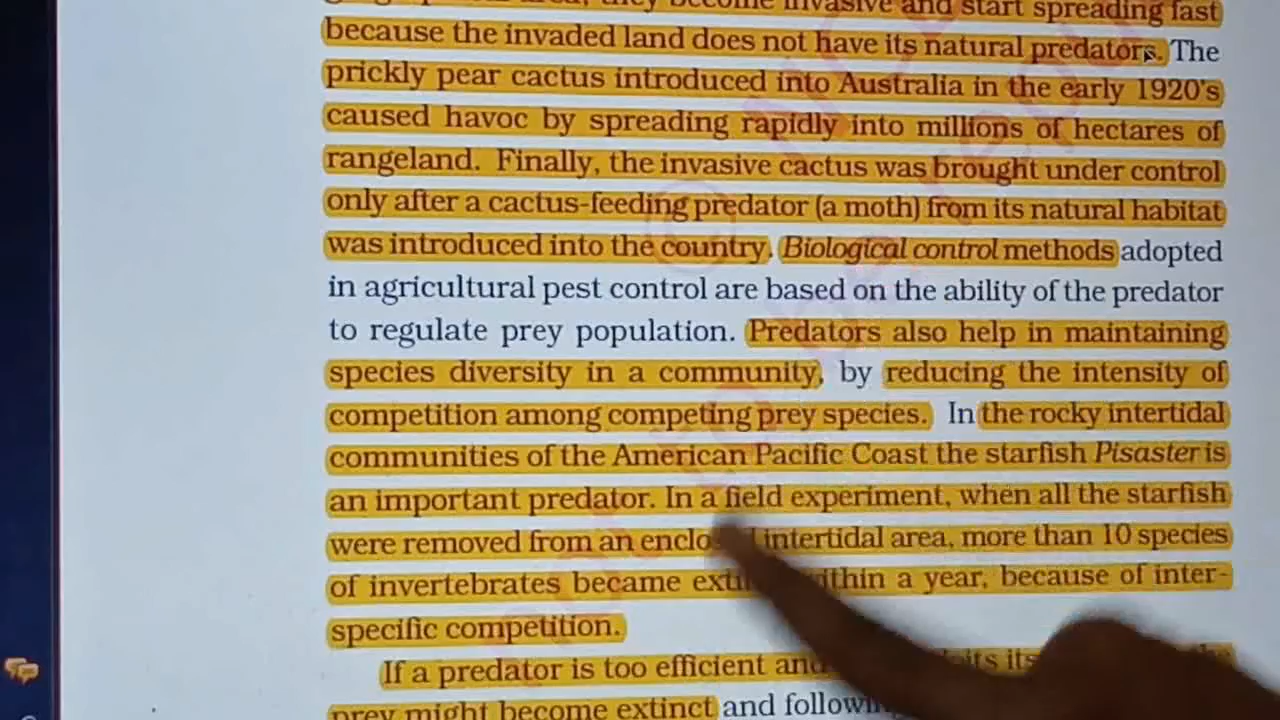 they become invasive and start spreading fast
because the invaded land does not have its natural predators. The
prickly pear cactus introduced into Australia in the early 1920's
caused havoc by spreading rapidly into millions of hectares of
rangeland. Finally, the invasive cactus was brought under control
only after a cactus-feeding predator (a moth) from its natural habitat
was introduced into the country. Biological control methods adopted
in agricultural pest control are based on the ability of the predator
to regulate prey population. Predators also help in maintaining
species diversity in a community, by reducing the intensity of
competition among competing prey species. In the rocky intertidal
communities of the American Pacific Coast the starfish Pisaster is
an important predator. In a field experiment, when all the starfish
were removed from an intertidal area, more than 10 species
of invertebrates became a year, because of inter-
specific competition.
If a predator is too efficient
prey might become extinct and